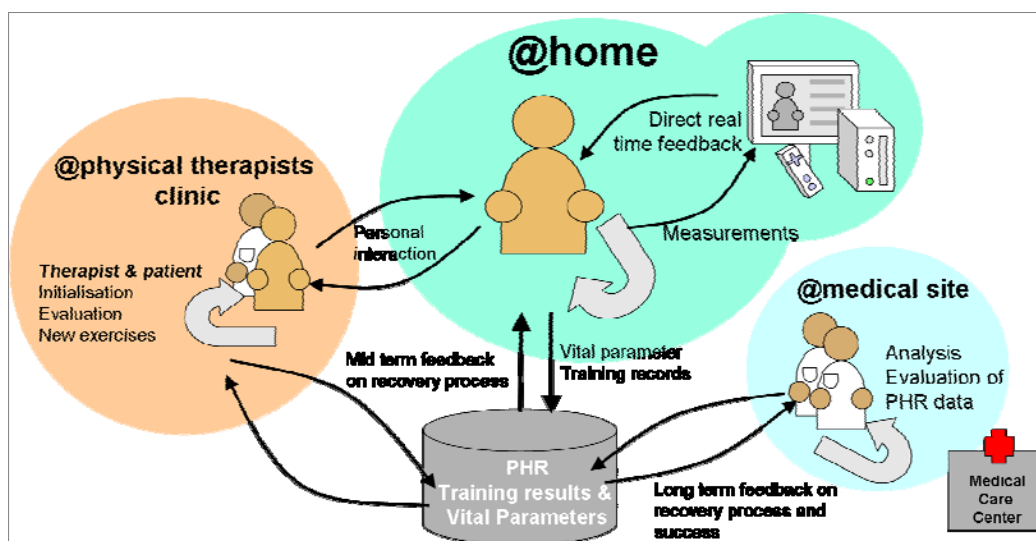 @home
Direct real
time feedback
Measurements
@physical therapists
clinic
Therapist & patient
Initialisation
Evaluation
New exercises
Personal
interaction
@medical site
Analysis
Evaluation of
PHR data
Mid term feedback
on recovery process
Vital parameter
Training records
PHR
Training results &
Vital Parameters
Long term feedback on
recovery process and
success
Medical
Care
Center